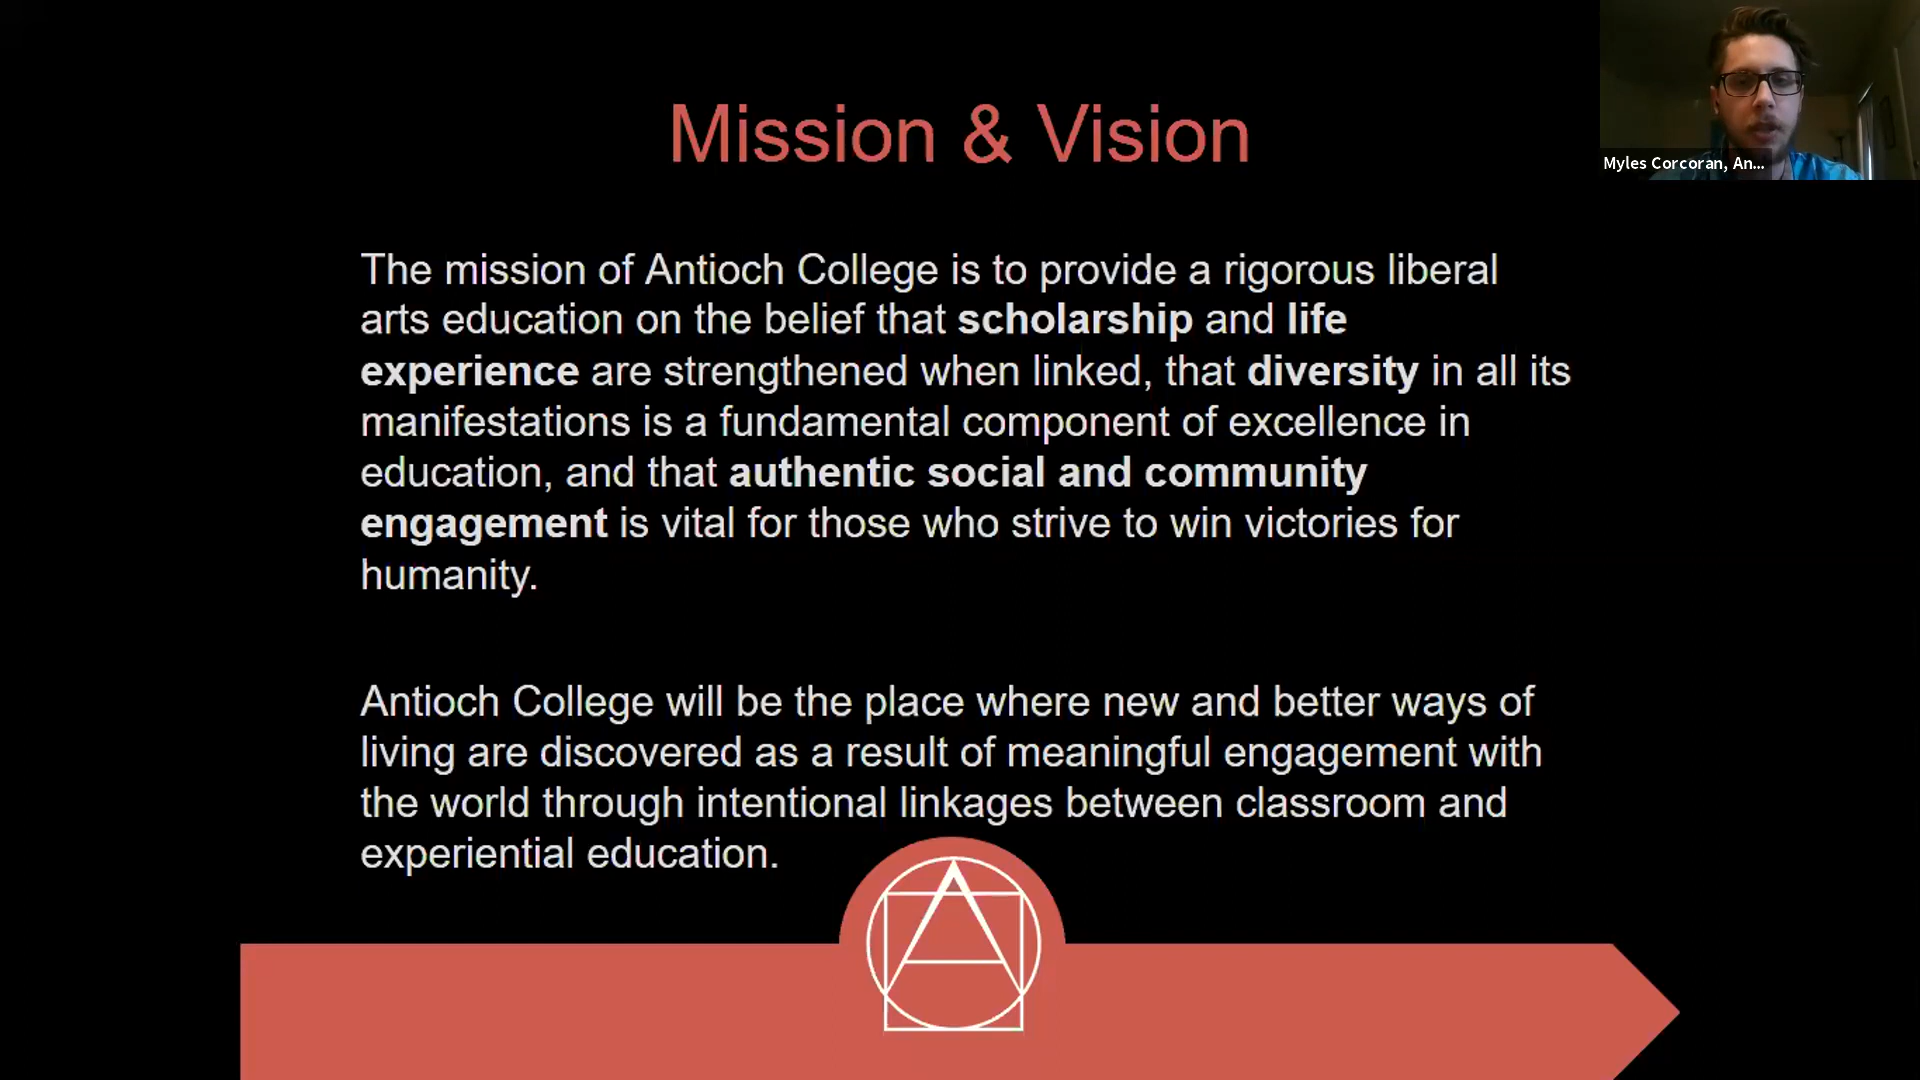 Mission & Vision
Myles Corcoran, An...
The mission of Antioch College is to provide a rigorous liberal
arts education on the belief that scholarship and life
experience are strengthened when linked, that diversity in all its
manifestations is a fundamental component of excellence in
education, and that authentic social and community
engagement is vital for those who strive to win victories for
humanity.
Antioch College will be the place where new and better ways of
living are discovered as a result of meaningful engagement with
the world through intentional linkages between classroom and
experiential education.